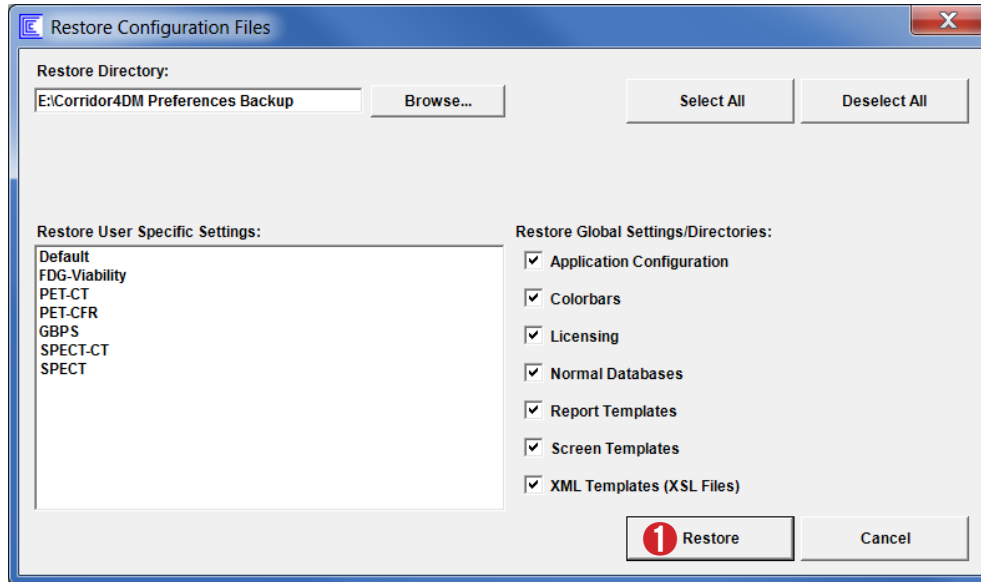 Restore Configuration Files
X
Restore Directory:
E:\Corridor4DM Preferences Backup
Browse...
Select All
Deselect All
Restore User Specific Settings:
Default
FDG-Viability
PET-CT
PET-CFR
GBPS
SPECT-CT
SPECT
Restore Global Settings/Directories:
Application Configuration
Colorbars
Licensing
Normal Databases
Report Templates
Screen Templates
XML Templates (XSL Files)
1 Restore
Cancel